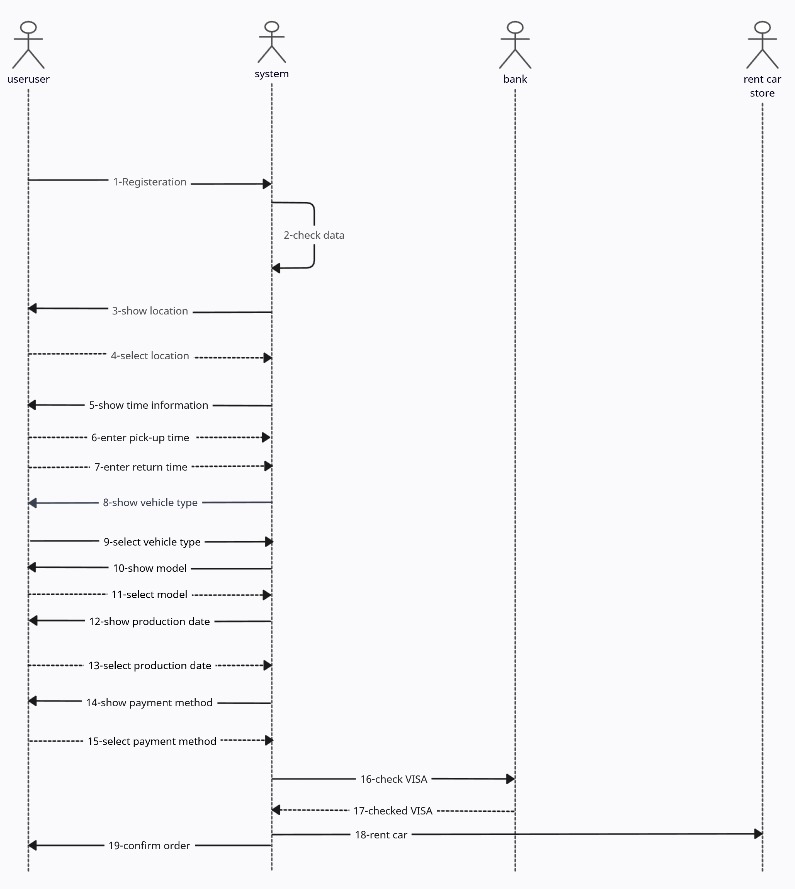 useruser
system
bank
rent car
store
1-Registeration
2-check data
3-show location
4-select location
5-show time information
6-enter pick-up time
7-enter return time
8-show vehicle type
9-select vehicle type
10-show model
11-select model
12-show production date
13-select production date
14-show payment method
15-select payment method
16-check VISA
17-checked VISA
18-rent car
19-confirm order